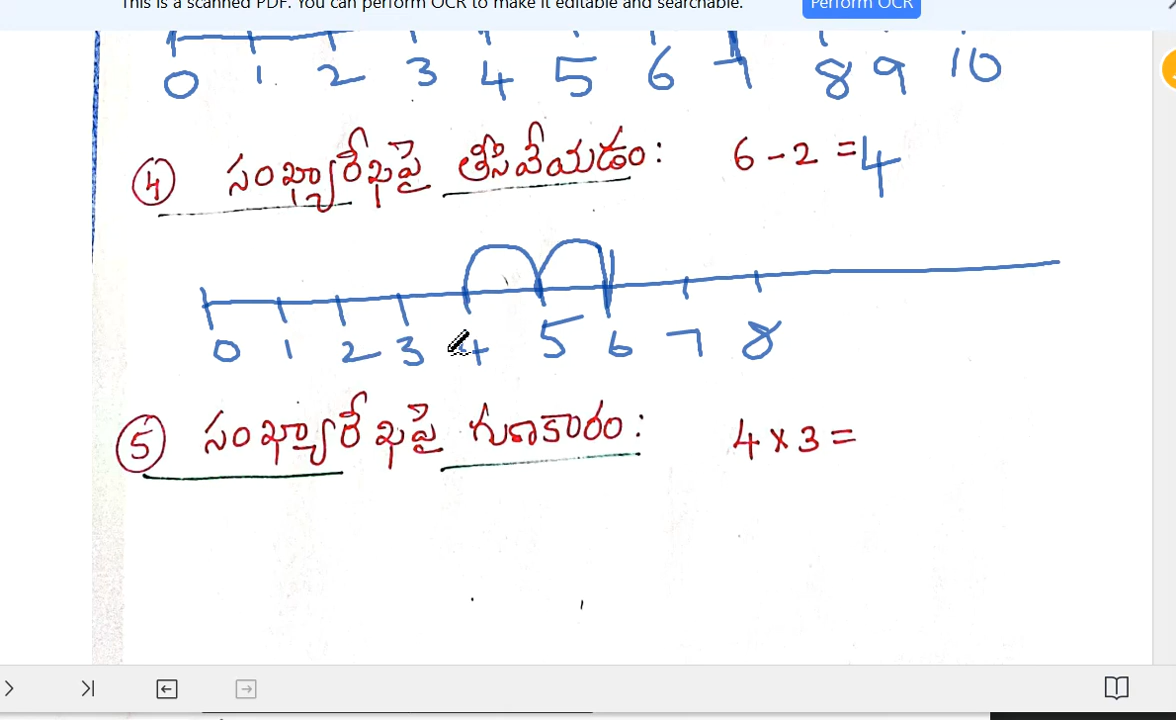 This is a scanned PDF. You can perform OCR to make it editable and searchable. Perform OCR
0 1 2 3 4 5 6 7 8 9 10
④ సంఖ్యారేఖపై తీసివేయడం: 6 - 2 = 4
0 1 2 3 4 5 6 7 8
⑤ సంఖ్యారేఖపై గుణకారం: 4 x 3 =